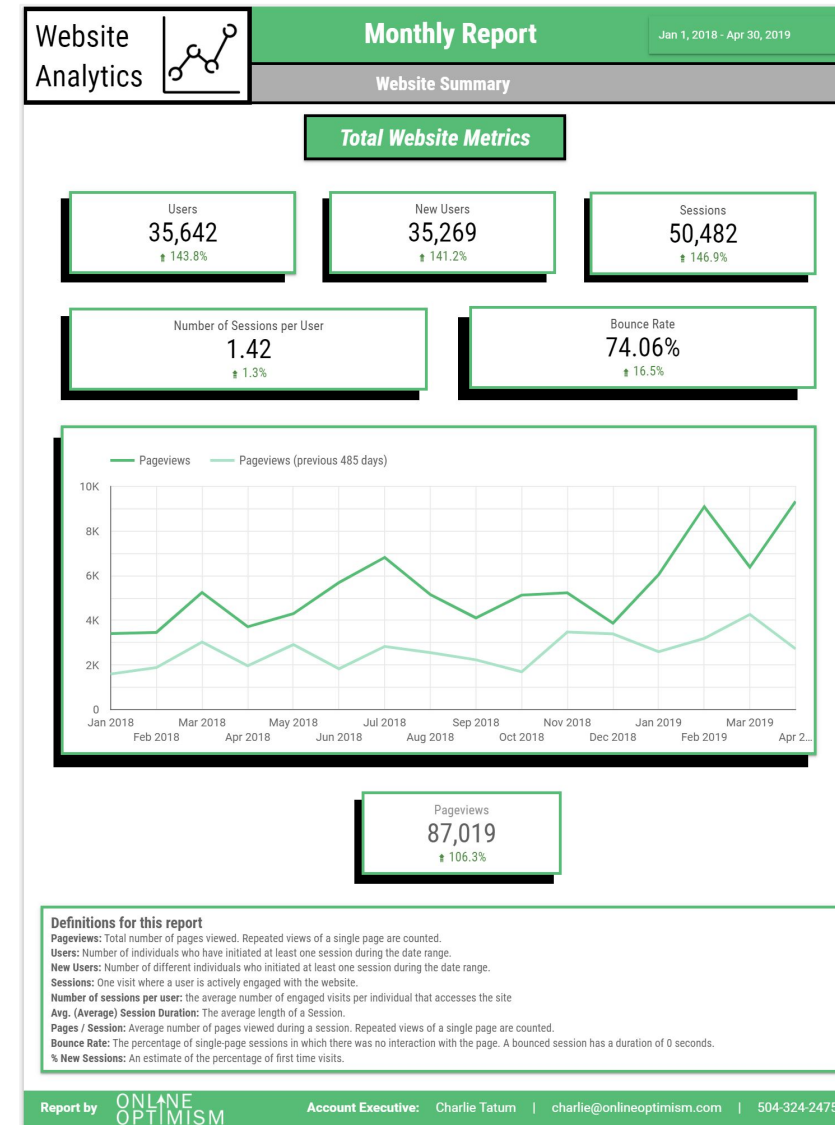 Website
Analytics
Monthly Report
Jan 1, 2018 - Apr 30, 2019
Website Summary
Total Website Metrics
Users
35,642
143.8%
New Users
35,269
141.2%
Sessions
50,482
146.9%
Number of Sessions per User
1.42
1.3%
Bounce Rate
74.06%
16.5%
Pageviews Pageviews (previous 485 days)
10K
8K
6K
4K
2K
0
Jan 2018 Mar 2018 May 2018 Jul 2018 Sep 2018 Nov 2018 Jan 2019 Mar 2019
Feb 2018 Apr 2018 Jun 2018 Aug 2018 Oct 2018 Dec 2018 Feb 2019 Apr 2...
Pageviews
87,019
106.3%
Definitions for this report
Pageviews: Total number of pages viewed. Repeated views of a single page are counted.
Users: Number of individuals who have initiated at least one session during the date range.
New Users: Number of different individuals who initiated at least one session during the date range.
Sessions: One visit where a user is actively engaged with the website.
Number of sessions per user: the average number of engaged visits per individual that accesses the site
Avg. (Average) Session Duration: The average length of a Session.
Pages / Session: Average number of pages viewed during a session. Repeated views of a single page are counted.
Bounce Rate: The percentage of single-page sessions in which there was no interaction with the page. A bounced session has a duration of 0 seconds.
% New Sessions: An estimate of the percentage of first time visits.
Report by ONLINE OPTIMISM Account Executive: Charlie Tatum | charlie@onlineoptimism.com | 504-324-2475